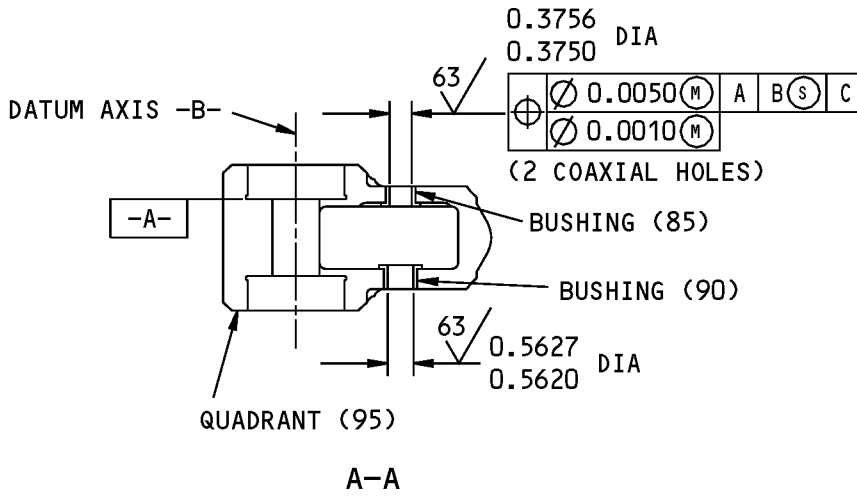 0.3756
0.3750 DIA
63
⌀ 0.0050 Ⓜ A B Ⓢ C
⌀ 0.0010 Ⓜ
(2 COAXIAL HOLES)
DATUM AXIS -B-
-A-
BUSHING (85)
BUSHING (90)
63
0.5627
0.5620 DIA
QUADRANT (95)
A-A